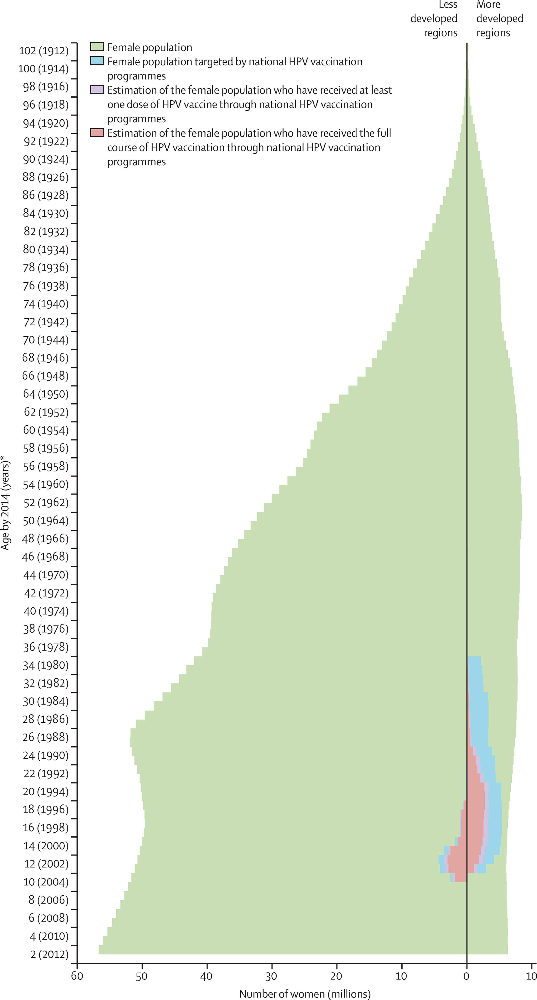 Less
developed
regions
More
developed
regions
Female population
Female population targeted by national HPV vaccination
programmes
Estimation of the female population who have received at least
one dose of HPV vaccine through national HPV vaccination
programmes
Estimation of the female population who have received the full
course of HPV vaccination through national HPV vaccination
programmes
102 (1912)
100 (1914)
98 (1916)
96 (1918)
94 (1920)
92 (1922)
90 (1924)
88 (1926)
86 (1928)
84 (1930)
82 (1932)
80 (1934)
78 (1936)
76 (1938)
74 (1940)
72 (1942)
70 (1944)
68 (1946)
66 (1948)
64 (1950)
62 (1952)
60 (1954)
58 (1956)
56 (1958)
54 (1960)
52 (1962)
50 (1964)
48 (1966)
46 (1968)
44 (1970)
42 (1972)
40 (1974)
38 (1976)
36 (1978)
34 (1980)
32 (1982)
30 (1984)
28 (1986)
26 (1988)
24 (1990)
22 (1992)
20 (1994)
18 (1996)
16 (1998)
14 (2000)
12 (2002)
10 (2004)
8 (2006)
6 (2008)
4 (2010)
2 (2012)
Age by 2014 (years)*
60 50 40 30 20 10 0 10
Number of women (millions)